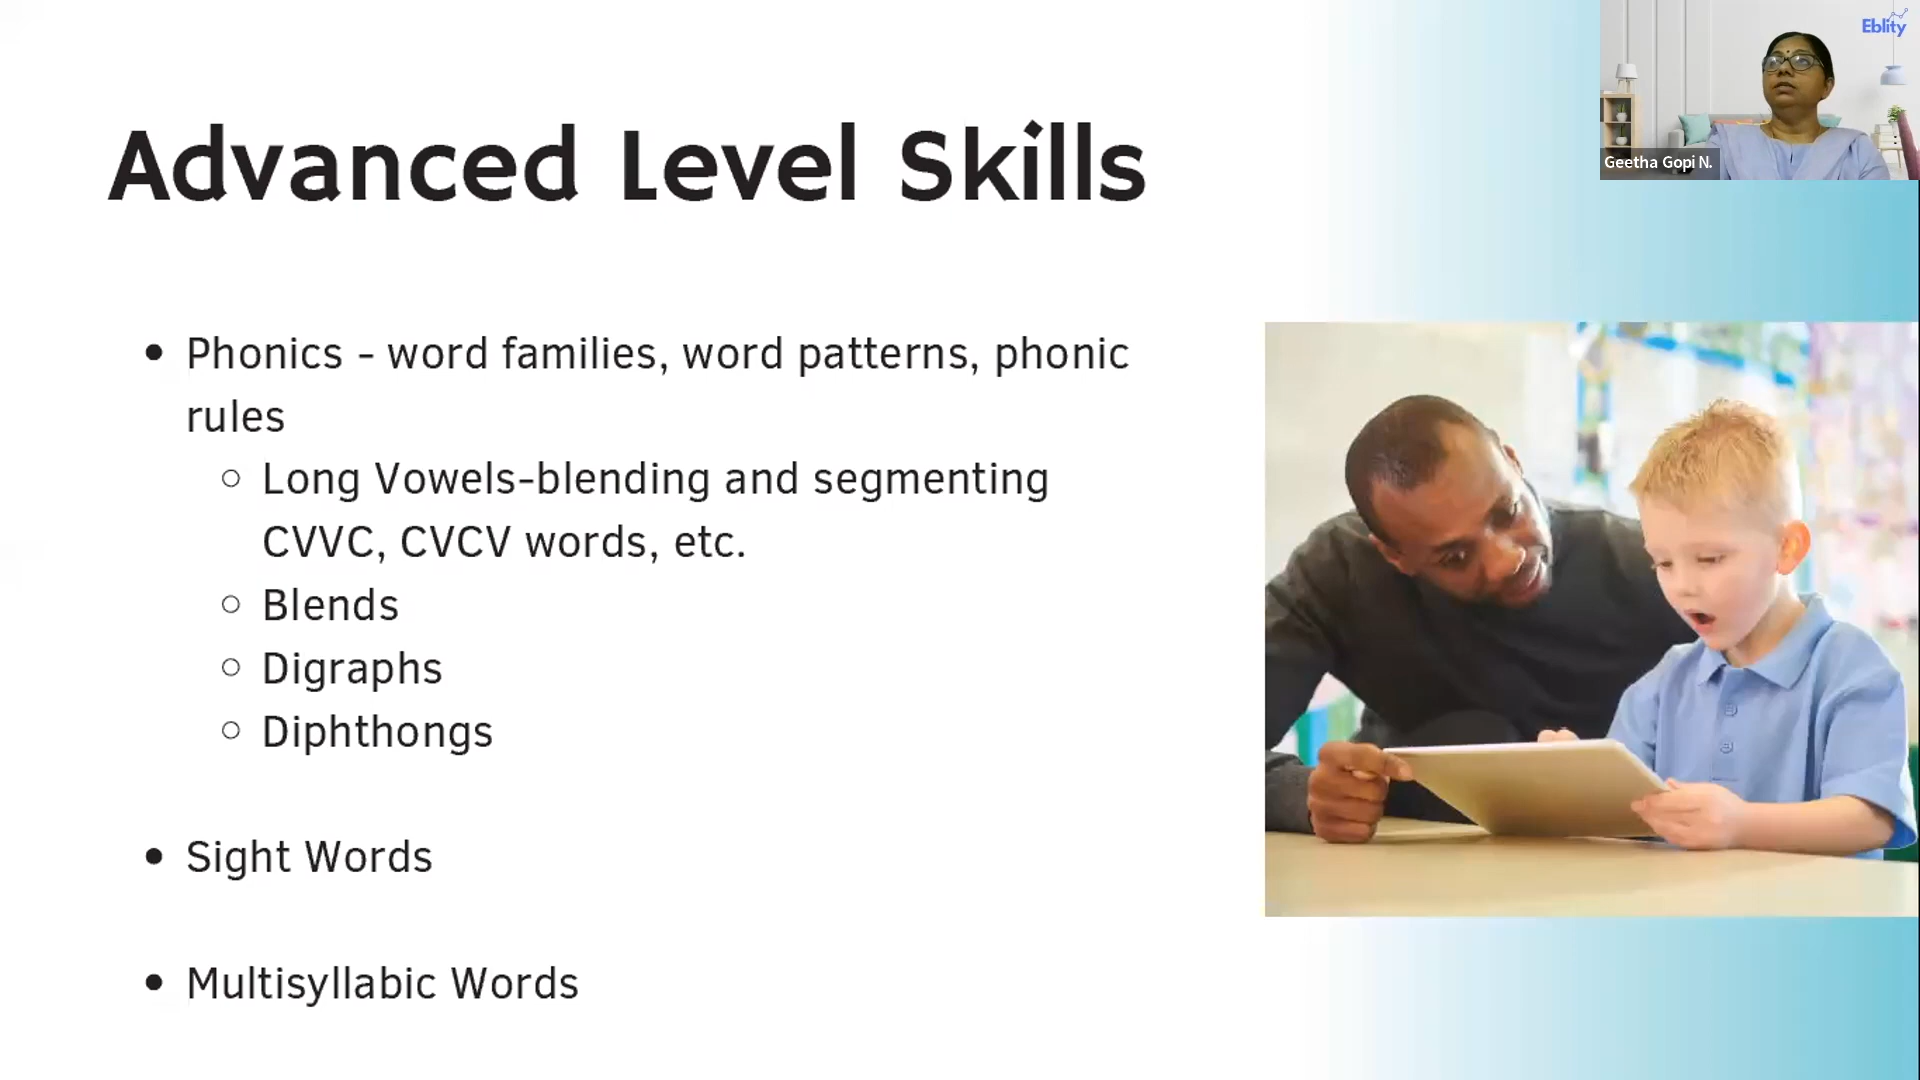 Eblity
Geetha Gopi N.
Advanced Level Skills
• Phonics - word families, word patterns, phonic
rules
○ Long Vowels-blending and segmenting
CVVC, CVCV words, etc.
○ Blends
○ Digraphs
○ Diphthongs
• Sight Words
• Multisyllabic Words